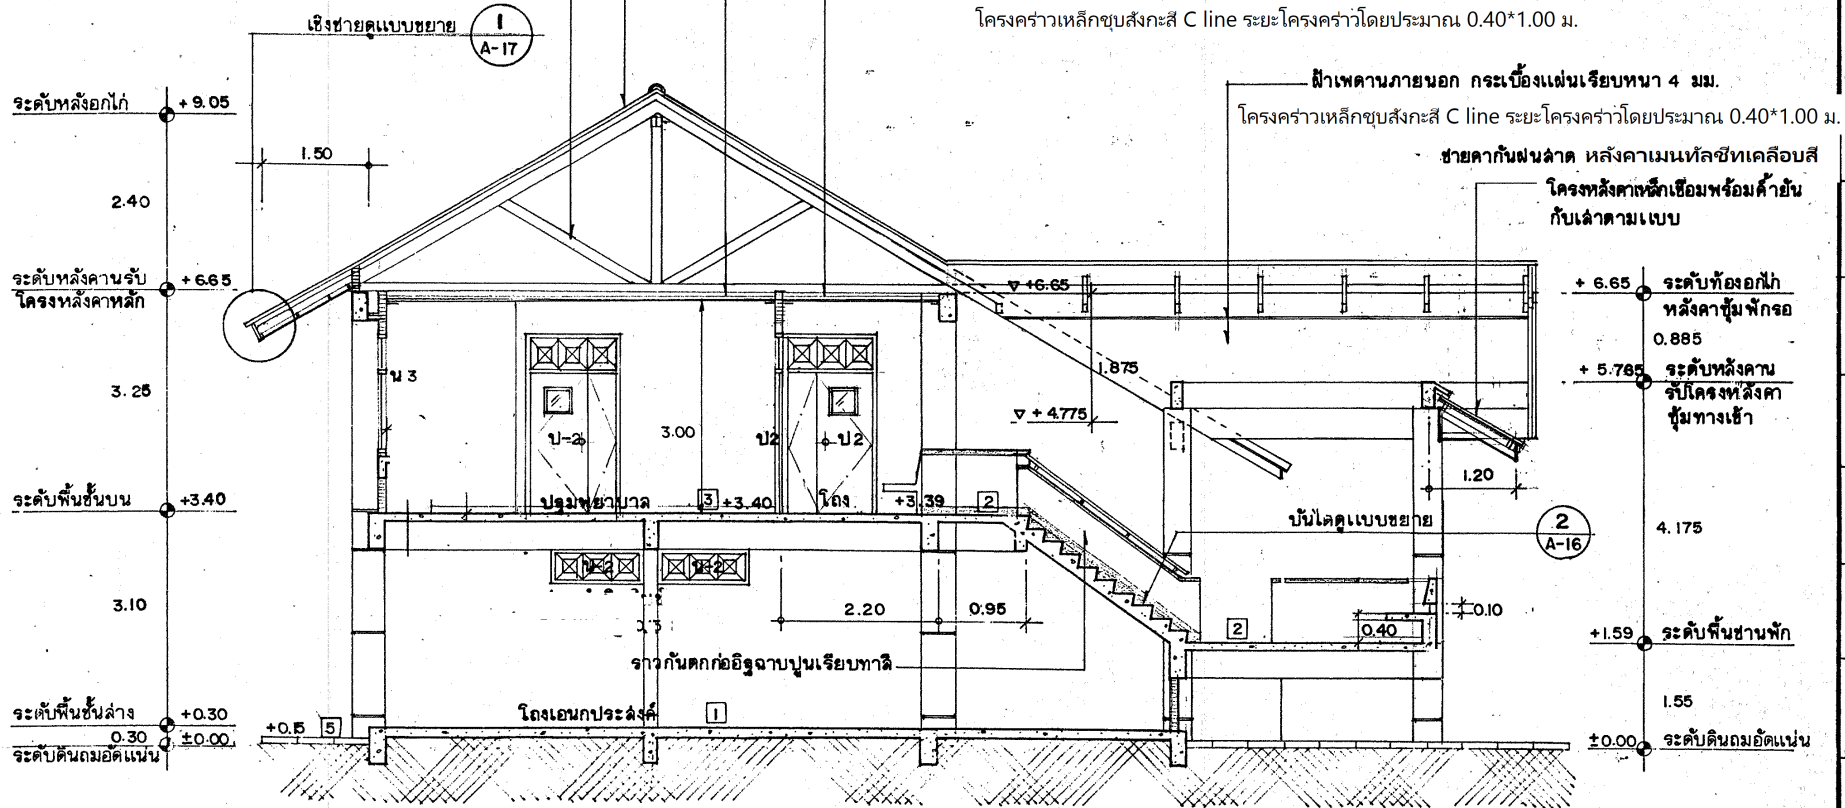 โครงคร่าวเหล็กชุบสังกะสี C line ระยะโครงคร่าวโดยประมาณ 0.40*1.00 ม.
เชิงชายดูแบบขยาย
1
A-17
ฝ้าเพดานภายนอก กระเบื้องแผ่นเรียบหนา 4 มม.
โครงคร่าวเหล็กชุบสังกะสี C line ระยะโครงคร่าวโดยประมาณ 0.40*1.00 ม.
ชายคากันฝนลาด หลังคาเมนทัลชีทเคลือบสี
โครงหลังคาเหล็กเชื่อมพร้อมค้ำยัน
กับเสาตามแบบ
ระดับหลังอกไก่
+ 9.05
1.50
2.40
ระดับหลังคานรับ
โครงหลังคาหลัก
+ 6.65
▽ +6.65
+ 6.65
ระดับท้องอกไก่
หลังคาซุ้มพักรอ
0.885
1.875
+ 5.765
ระดับหลังคาน
รับโครงหลังคา
ซุ้มทางเข้า
น 3
3.25
3.00
ป-2
ป2
ป 2
▽ + 4.775
1.20
ระดับพื้นชั้นบน
+3.40
ปฐมพยาบาล
3
+3.40
โถง
+3.39
2
บันไดดูแบบขยาย
2
A-16
4.175
น-2
น-2
3.10
2.20
0.95
0.10
0.40
2
+1.59
ระดับพื้นชานพัก
ราวกันตกก่ออิฐฉาบปูนเรียบทาสี
1.55
ระดับพื้นชั้นล่าง
+0.30
โถงเอนกประสงค์
1
+0.15
5
0.30
±0.00
ระดับดินถมอัดแน่น
±0.00
ระดับดินถมอัดแน่น